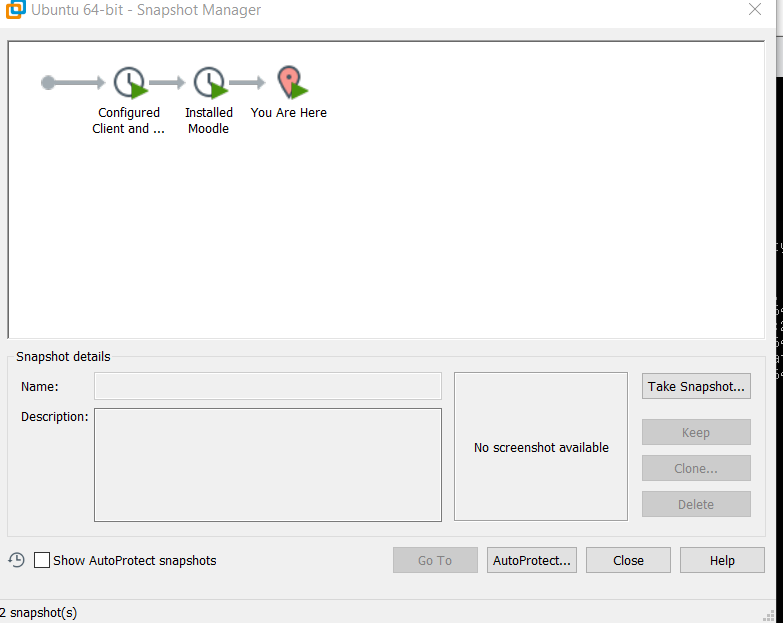 Ubuntu 64-bit - Snapshot Manager
Configured
Client and ...
Installed
Moodle
You Are Here
Snapshot details
Name:
Description:
No screenshot available
Take Snapshot...
Keep
Clone...
Delete
Show AutoProtect snapshots
Go To
AutoProtect...
Close
Help
2 snapshot(s)